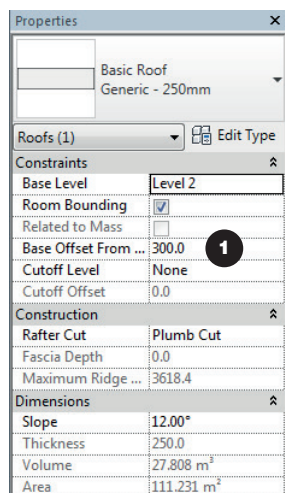 Properties
Basic Roof
Generic - 250mm
Roofs (1) Edit Type
Constraints
Base Level Level 2
Room Bounding
Related to Mass
Base Offset From ... 300.0 1
Cutoff Level None
Cutoff Offset 0.0
Construction
Rafter Cut Plumb Cut
Fascia Depth 0.0
Maximum Ridge ... 3618.4
Dimensions
Slope 12.00°
Thickness 250.0
Volume 27.808 m³
Area 111.231 m²